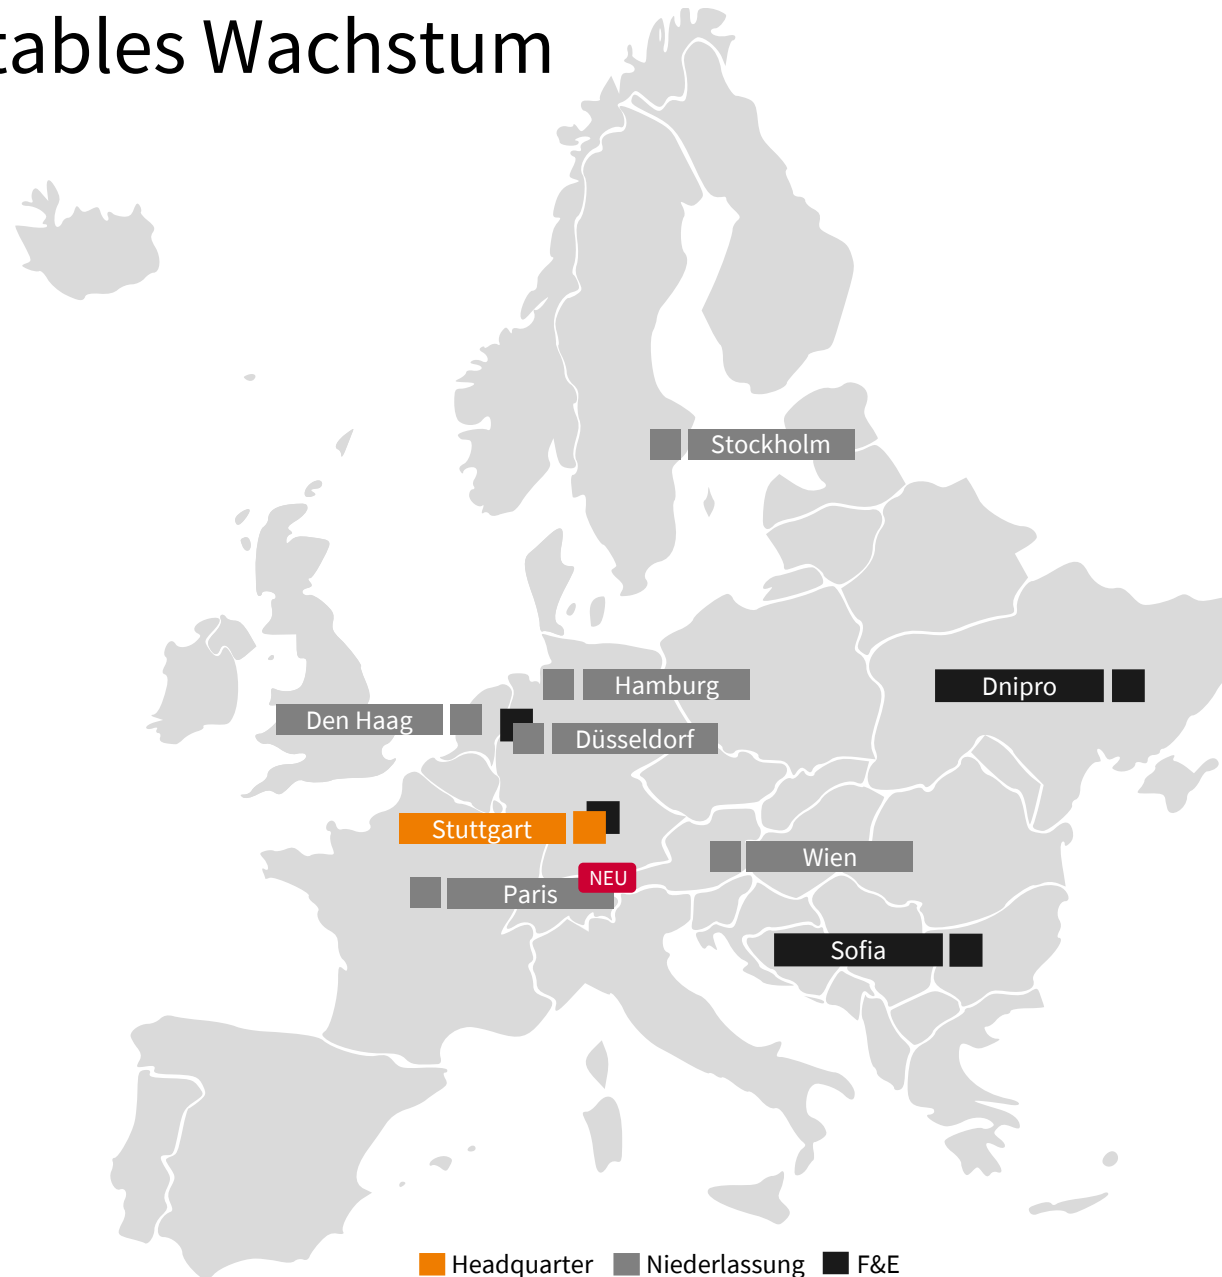 tables Wachstum
Stockholm
Hamburg
Dnipro
Den Haag
Düsseldorf
Stuttgart
Wien
NEU
Paris
Sofia
Headquarter Niederlassung F&E